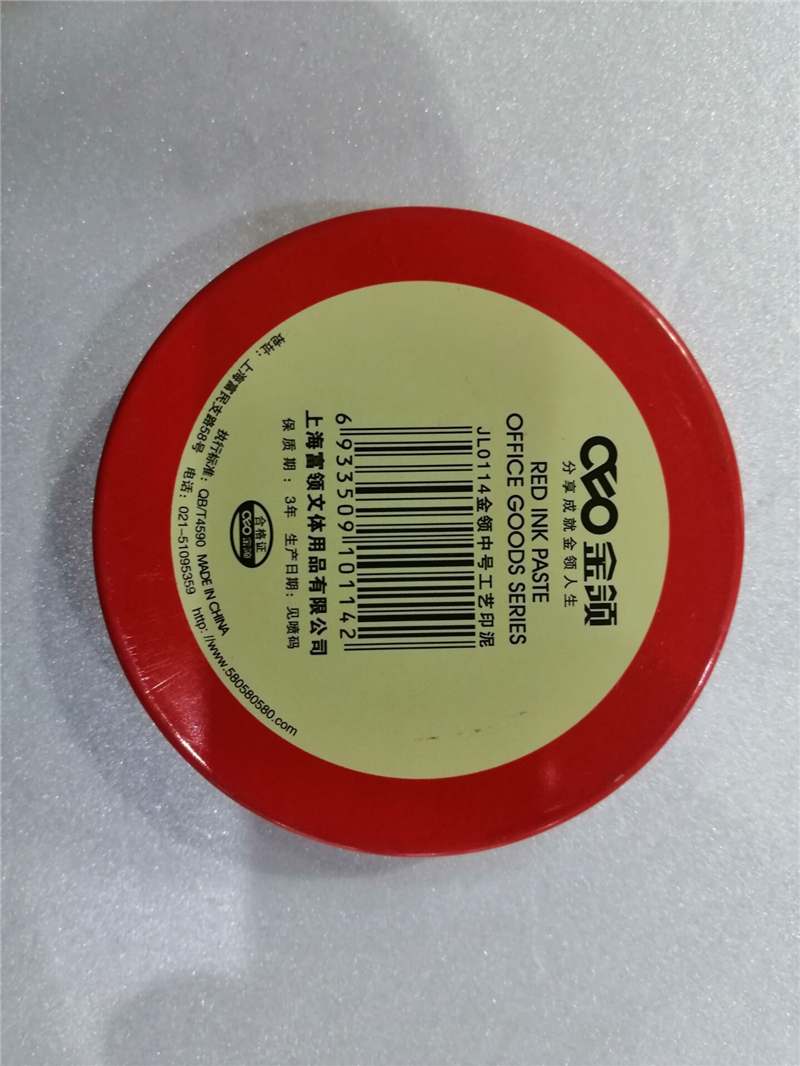 金领
分享成就金领人生
RED INK PASTE
OFFICE GOODS SERIES
JL0114金领中号工艺印泥
6933509101142
上海富领文体用品有限公司
保质期：3年 生产日期：见喷码
合格证
金领
执行标准：QB/T4590 MADE IN CHINA
地址：上海富民支路58号 电话：021-51095359 http://www.580580580.com